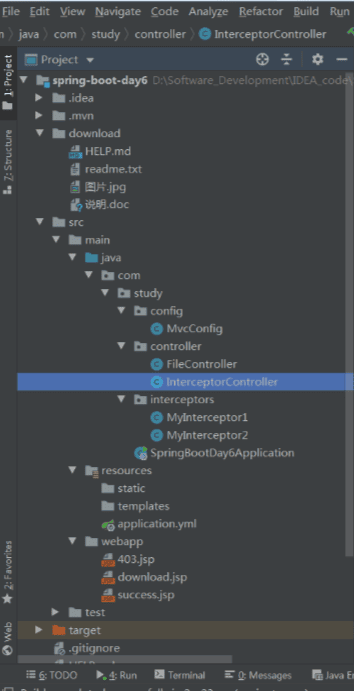 File Edit View Navigate Code Analyze Refactor Build Run
java com study controller InterceptorController
Project
1: Project
7: Structure
2: Favorites
Web
spring-boot-day6 D:\Software_Development\IDEA_code\
.idea
.mvn
download
HELP.md
readme.txt
图片.jpg
说明.doc
src
main
java
com
study
config
MvcConfig
controller
FileController
InterceptorController
interceptors
MyInterceptor1
MyInterceptor2
SpringBootDay6Application
resources
static
templates
application.yml
webapp
403.jsp
download.jsp
success.jsp
test
target
.gitignore
6: TODO 4: Run Terminal 0: Messages Java E